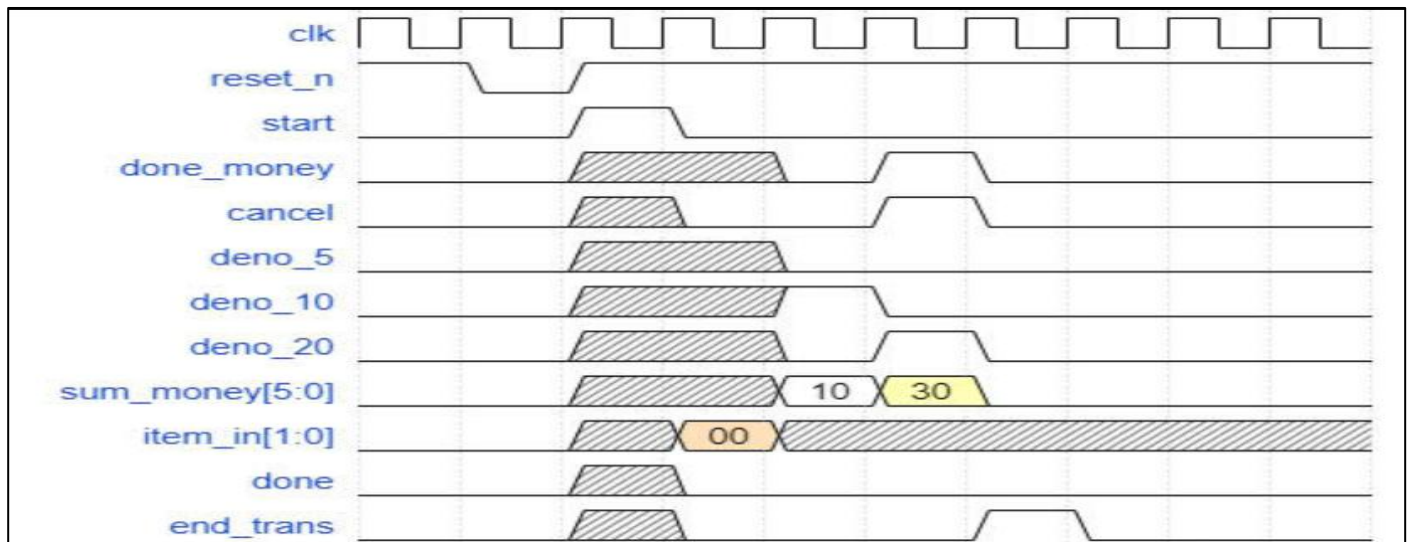 clk
reset_n
start
done_money
cancel
deno_5
deno_10
deno_20
sum_money[5:0] 10 30
item_in[1:0] 00
done
end_trans